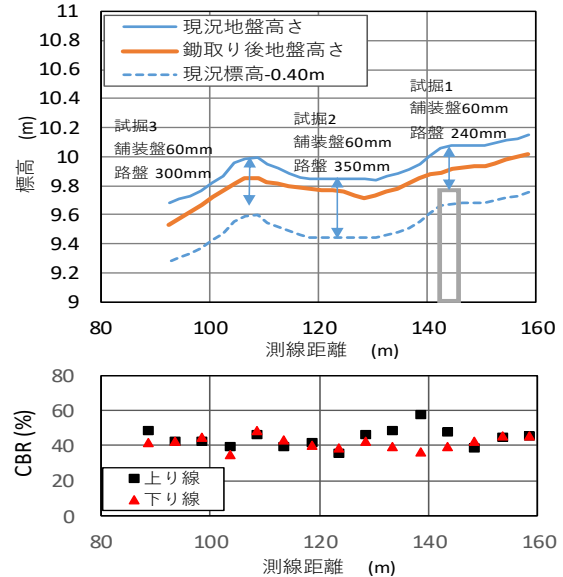 11
10.8
10.6
10.4
10.2
10
9.8
9.6
9.4
9.2
9
標高 (m)
現況地盤高さ
鋤取り後地盤高さ
現況標高-0.40m
試掘3
舗装盤60mm
路盤 300mm
試掘2
舗装盤60mm
路盤 350mm
試掘1
舗装盤60mm
路盤 240mm
80 100 120 140 160
測線距離 (m)
80
60
40
20
0
CBR (%)
上り線
下り線
80 100 120 140 160
測線距離 (m)